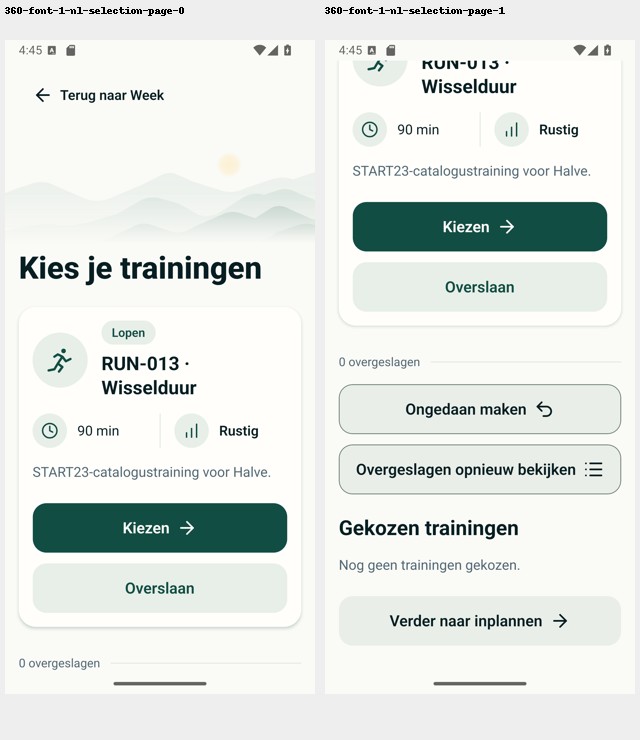 360-font-1-nl-selection-page-0
4:45
Terug naar Week
Kies je trainingen
Lopen
RUN-013 ·
Wisselduur
90 min
Rustig
START23-catalogustraining voor Halve.
Kiezen
Overslaan
0 overgeslagen
360-font-1-nl-selection-page-1
4:45
RUN-013 ·
Wisselduur
90 min
Rustig
START23-catalogustraining voor Halve.
Kiezen
Overslaan
0 overgeslagen
Ongedaan maken
Overgeslagen opnieuw bekijken
Gekozen trainingen
Nog geen trainingen gekozen.
Verder naar inplannen